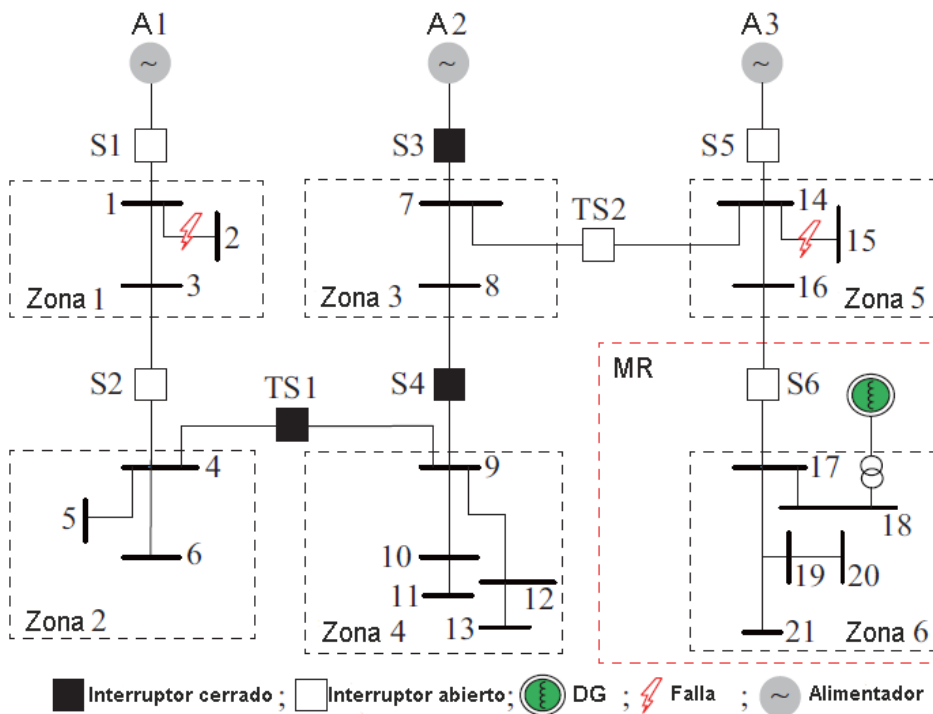 A1 A2 A3
~ ~ ~
S1 S3 S5
1 7 TS2 14
2 15
3 8 16
Zona 1 Zona 3 Zona 5
MR
S2 TS1 S4 S6
4 9 17
5 18
6 10 19 20
11 12
13 21
Zona 2 Zona 4 Zona 6
Interruptor cerrado ; Interruptor abierto; DG ; Falla ; ~ Alimentador